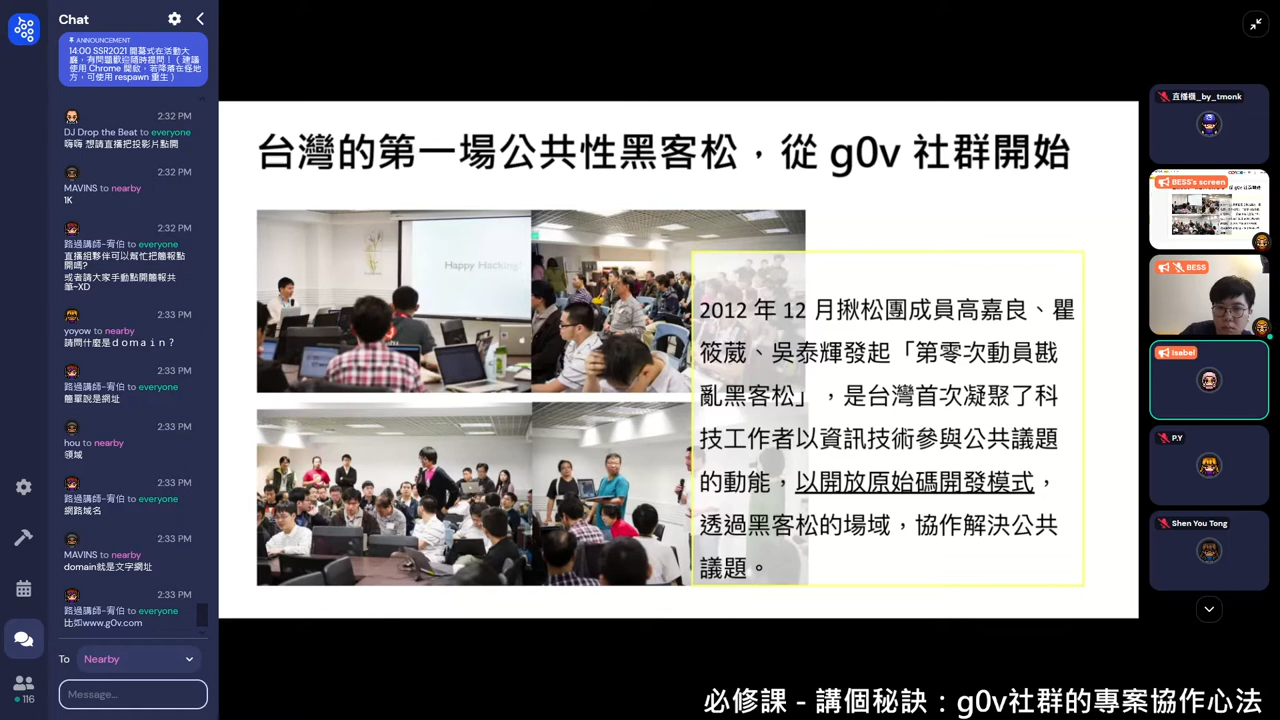 Chat
ANNOUNCEMENT
14:00 SSR2021 開幕式在活動大
廳，有問題歡迎隨時提問！（建議
使用 Chrome 開啟，若降落在怪地
方，可使用 respawn 重生）
2:32 PM
DJ Drop the Beat to everyone
嗨嗨 想請直播把投影片點開
2:32 PM
MAVINS to nearby
1K
2:32 PM
路過講師-宥伯 to everyone
直播組夥伴可以幫忙把簡報點
開嗎?
或者請大家手動點開簡報共
筆~XD
2:33 PM
yoyow to nearby
請問什麼是ｄｏｍａｉｎ？
2:33 PM
路過講師-宥伯 to everyone
簡單說是網址
2:33 PM
hou to nearby
領域
2:33 PM
路過講師-宥伯 to everyone
網路域名
2:33 PM
MAVINS to nearby
domain就是文字網址
2:33 PM
路過講師-宥伯 to everyone
比如www.g0v.com
To Nearby
Message...
116
台灣的第一場公共性黑客松，從 g0v 社群開始
Happy Hacking!
2012 年 12 月揪松團成員高嘉良、瞿
筱葳、吳泰輝發起「第零次動員戡
亂黑客松」，是台灣首次凝聚了科
技工作者以資訊技術參與公共議題
的動能，以開放原始碼開發模式，
透過黑客松的場域，協作解決公共
議題。
直播機_by_tmonk
BESS's screen
BESS
Isabel
P.Y
Shen You Tong
必修課 - 講個秘訣：g0v社群的專案協作心法